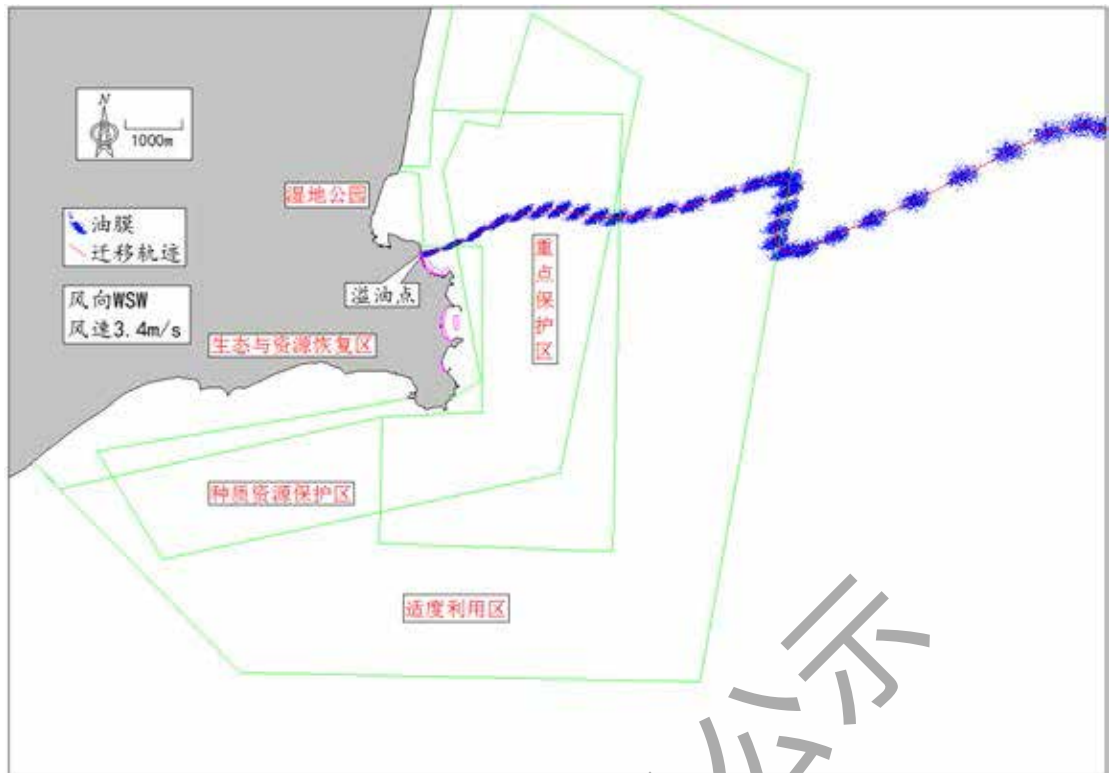 N
1000m
湿地公园
油膜
迁移轨迹
重点保护区
溢油点
风向WSW
风速3.4m/s
生态与资源恢复区
种质资源保护区
适度利用区
公示